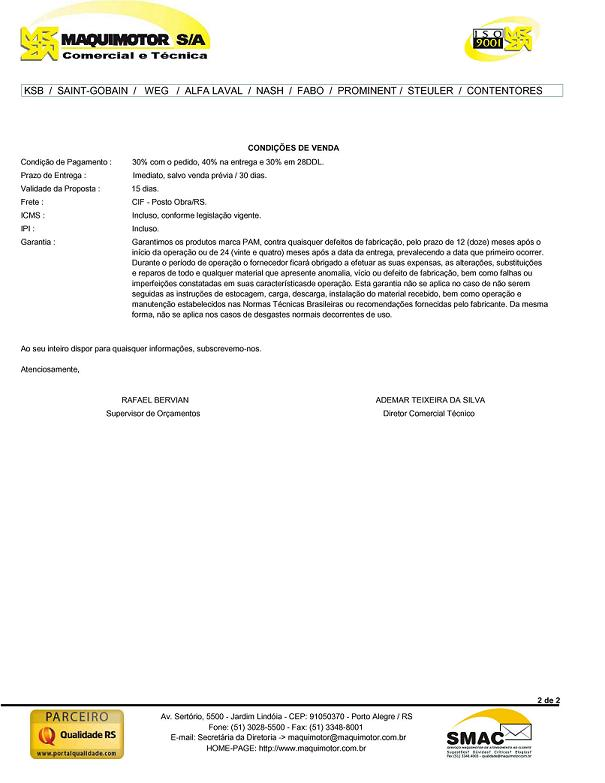 MAQUIMOTOR S/A
Comercial e Técnica
ISO
9001
KSB / SAINT-GOBAIN / WEG / ALFA LAVAL / NASH / FABO / PROMINENT / STEULER / CONTENTORES
CONDIÇÕES DE VENDA
Condição de Pagamento : 30% com o pedido, 40% na entrega e 30% em 28DDL.
Prazo de Entrega : Imediato, salvo venda prévia / 30 dias.
Validade da Proposta : 15 dias.
Frete : CIF - Posto Obra/RS.
ICMS : Incluso, conforme legislação vigente.
IPI : Incluso.
Garantia : Garantimos os produtos marca PAM, contra quaisquer defeitos de fabricação, pelo prazo de 12 (doze) meses após o
início da operação ou de 24 (vinte e quatro) meses após a data da entrega, prevalecendo a data que primeiro ocorrer.
Durante o período de operação o fornecedor ficará obrigado a efetuar as suas expensas, as alterações, substituições
e reparos de todo e qualquer material que apresente anomalia, vício ou defeito de fabricação, bem como falhas ou
imperfeições constatadas em suas característicasde operação. Esta garantia não se aplica no caso de não serem
seguidas as instruções de estocagem, carga, descarga, instalação do material recebido, bem como operação e
manutenção estabelecidos nas Normas Técnicas Brasileiras ou recomendações fornecidas pelo fabricante. Da mesma
forma, não se aplica nos casos de desgastes normais decorrentes de uso.
Ao seu inteiro dispor para quaisquer informações, subscrevemo-nos.
Atenciosamente,
RAFAEL BERVIAN ADEMAR TEIXEIRA DA SILVA
Supervisor de Orçamentos Diretor Comercial Técnico
2 de 2
PARCEIRO
Qualidade RS
www.portalqualidade.com
Av. Sertório, 5500 - Jardim Lindóia - CEP: 91050370 - Porto Alegre / RS
Fone: (51) 3028-5500 - Fax: (51) 3348-8001
E-mail: Secretária da Diretoria -> maquimotor@maquimotor.com.br
HOME-PAGE: http://www.maquimotor.com.br
SMAC
SERVIÇO MAQUIMOTOR DE ATENDIMENTO AO CLIENTE
Sugestões? Dúvidas? Críticas? Elogios?